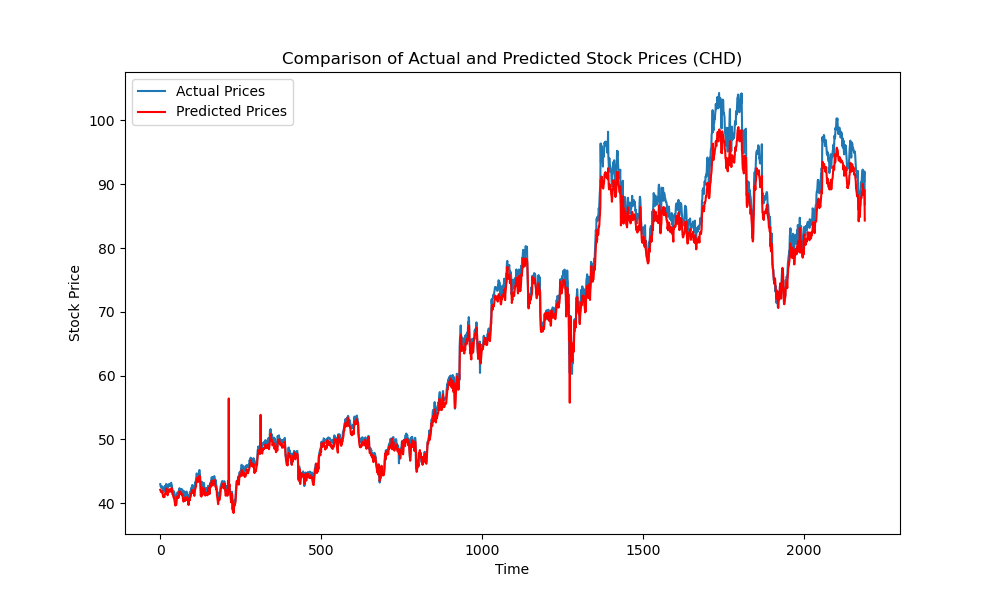 Comparison of Actual and Predicted Stock Prices (CHD)
Actual Prices
Predicted Prices
100
90
80
70
60
50
40
Stock Price
0 500 1000 1500 2000
Time